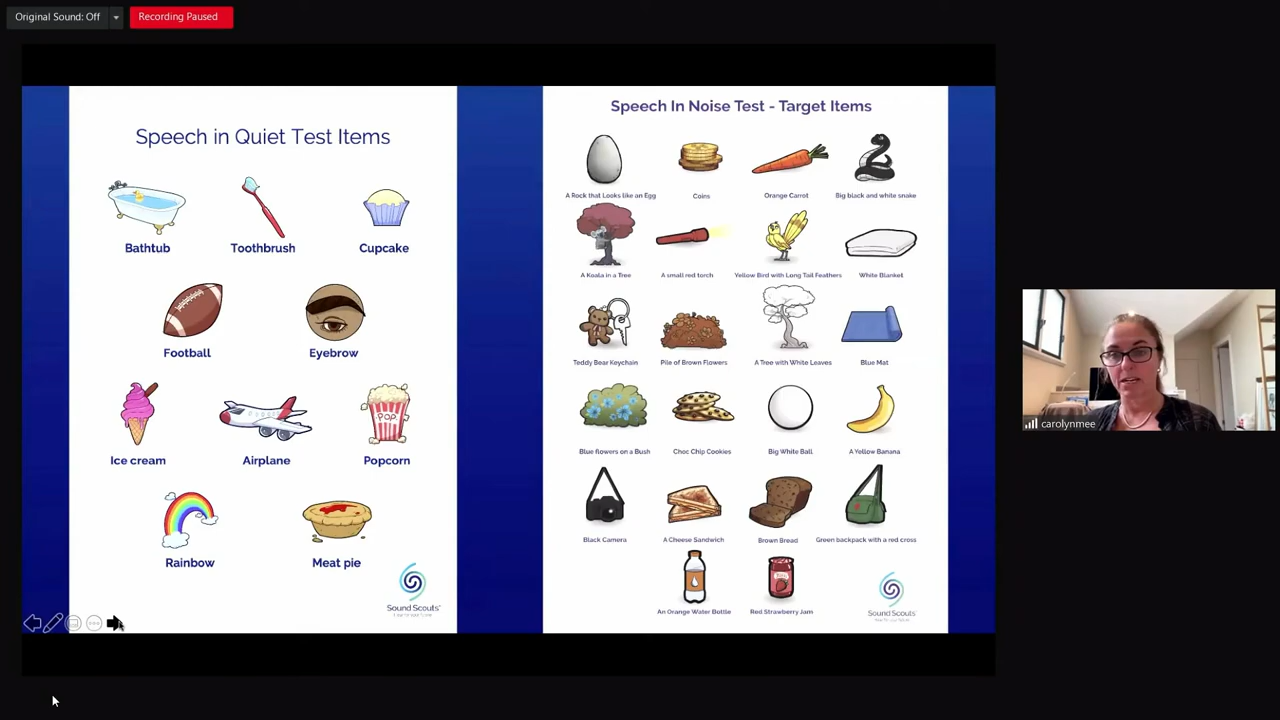 Original Sound: Off
Recording Paused
Speech in Quiet Test Items
Bathtub
Toothbrush
Cupcake
Football
Eyebrow
Ice cream
Airplane
POP
Popcorn
Rainbow
Meat pie
Sound Scouts
Speech In Noise Test - Target Items
A Rock that Looks like an Egg
Coins
Orange Carrot
Big black and white snake
A Koala in a Tree
A small red torch
Yellow Bird with Long Tail Feathers
White Blanket
Teddy Bear Keychain
Pile of Brown Flowers
A Tree with White Leaves
Blue Mat
Blue flowers on a Bush
Choc Chip Cookies
Big White Ball
A Yellow Banana
Black Camera
A Cheese Sandwich
Brown Bread
Green backpack with a red cross
An Orange Water Bottle
Red Strawberry Jam
Sound Scouts
carolynmee